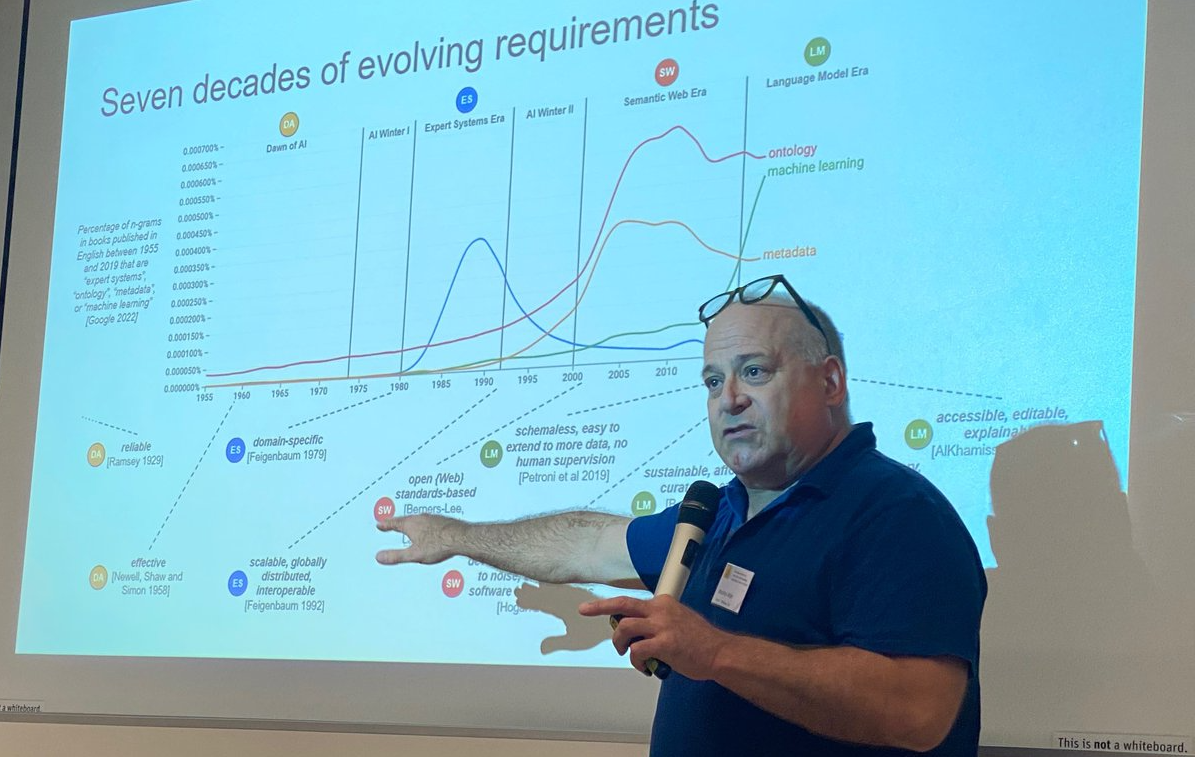 Seven decades of evolving requirements
DA
Dawn of AI
AI Winter I
ES
Expert Systems Era
AI Winter II
SW
Semantic Web Era
LM
Language Model Era
0.000700%
0.000650%
0.000600%
0.000550%
0.000500%
0.000450%
0.000400%
0.000350%
0.000300%
0.000250%
0.000200%
0.000150%
0.000100%
0.000050%
0.000000%
Percentage of n-grams
in books published in
English between 1955
and 2019 that are
"expert systems",
"ontology", "metadata",
or "machine learning"
[Google 2022]
ontology
machine learning
metadata
1955 1960 1965 1970 1975 1980 1985 1990 1995 2000 2005 2010
DA
reliable
[Ramsey 1929]
ES
domain-specific
[Feigenbaum 1979]
SW
open (Web)
standards-based
[Berners-Lee,
LM
schemaless, easy to
extend to more data, no
human supervision
[Petroni et al 2019]
LM
sustainable,
LM
accessible, editable,
DA
effective
[Newell, Shaw and
Simon 1958]
ES
scalable, globally
distributed,
interoperable
[Feigenbaum 1992]
SW
to noise,
software
a whiteboard.
This is not a whiteboard.